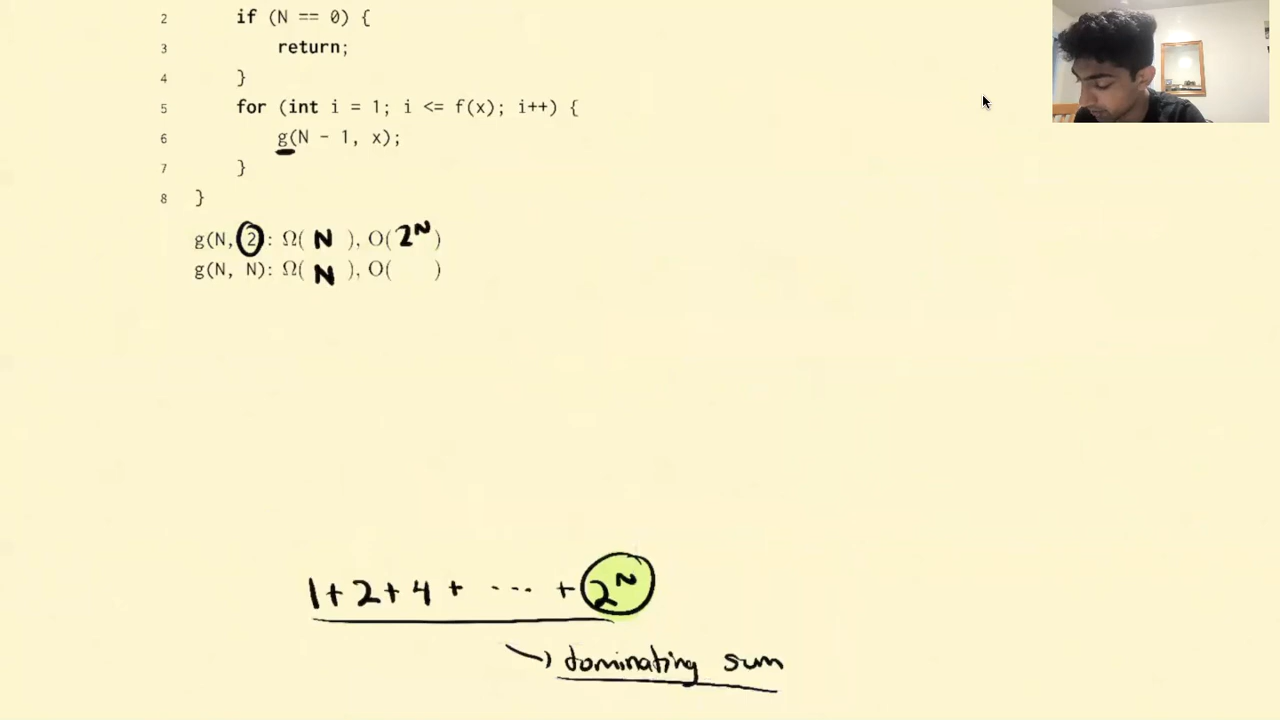 2 if (N == 0) {
3 return;
4 }
5 for (int i = 1; i <= f(x); i++) {
6 g(N - 1, x);
7 }
8 }
g(N, 2): Ω( N ), O( 2^N )
g(N, N): Ω( N ), O( )
1 + 2 + 4 + ... + 2^N
→ dominating sum